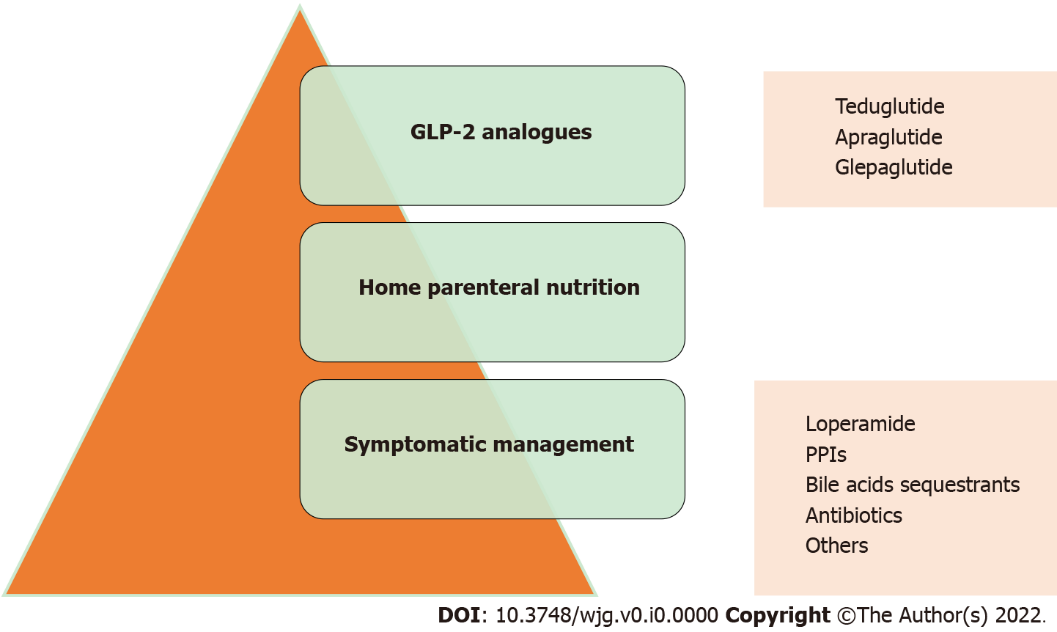 GLP-2 analogues
Teduglutide
Apraglutide
Glepaglutide
Home parenteral nutrition
Symptomatic management
Loperamide
PPIs
Bile acids sequestrants
Antibiotics
Others
DOI: 10.3748/wjg.v0.i0.0000 Copyright ©The Author(s) 2022.